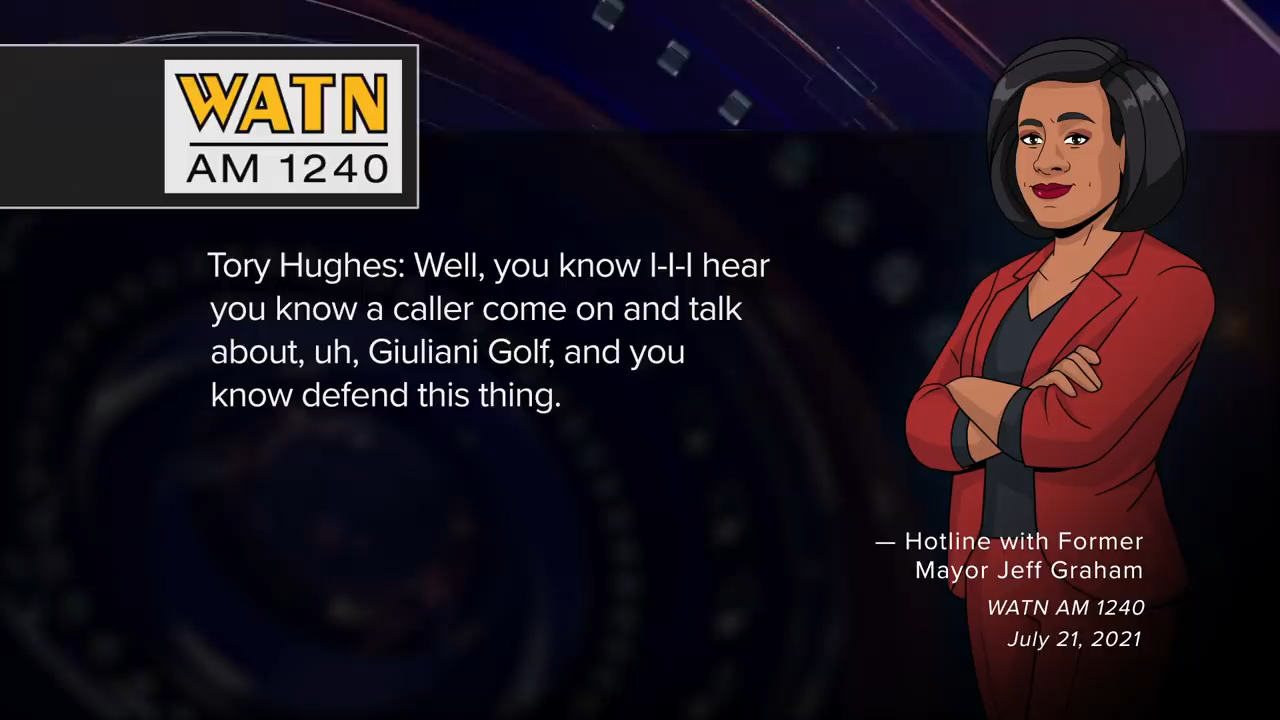 WATN
AM 1240
Tory Hughes: Well, you know I-I-I hear
you know a caller come on and talk
about, uh, Giuliani Golf, and you
know defend this thing.
— Hotline with Former
Mayor Jeff Graham
WATN AM 1240
July 21, 2021